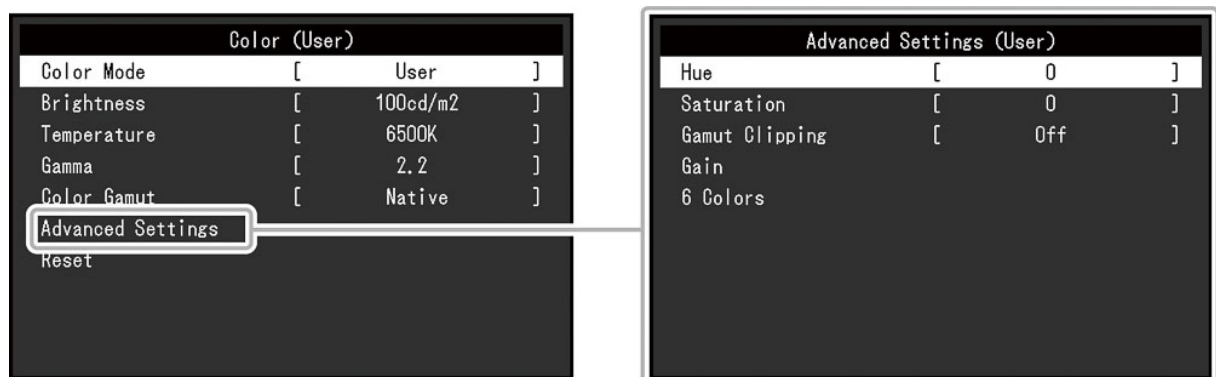 Color (User)
Color Mode [ User ]
Brightness [ 100cd/m2 ]
Temperature [ 6500K ]
Gamma [ 2.2 ]
Color Gamut [ Native ]
Advanced Settings
Reset
Advanced Settings (User)
Hue [ 0 ]
Saturation [ 0 ]
Gamut Clipping [ Off ]
Gain
6 Colors